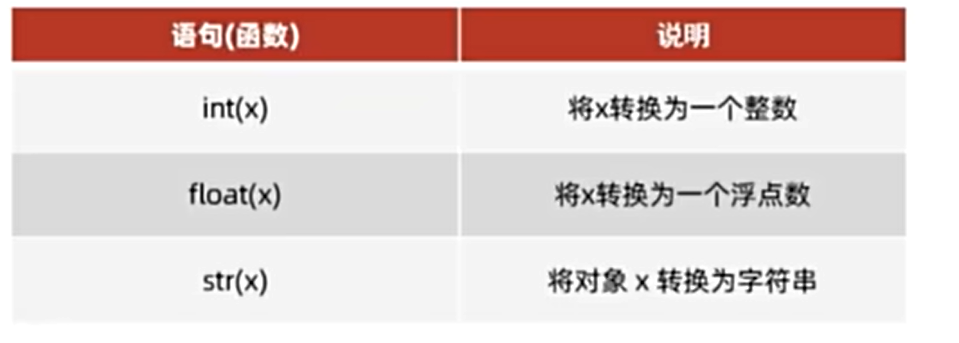 语句(函数) 说明
int(x) 将x转换为一个整数
float(x) 将x转换为一个浮点数
str(x) 将对象 x 转换为字符串